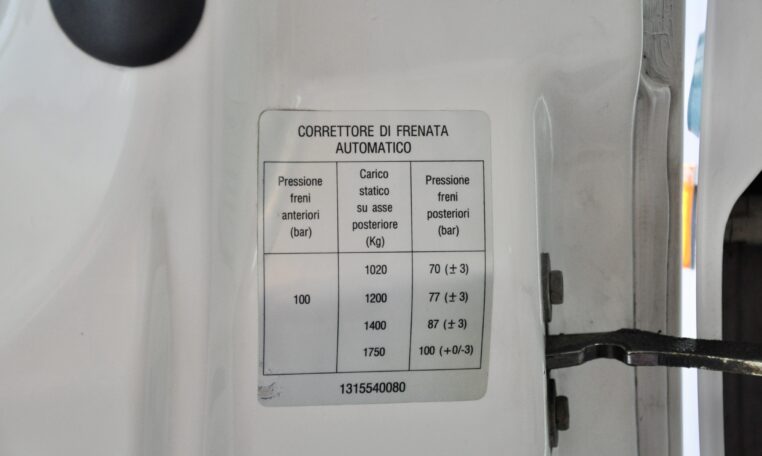 CORRETTORE DI FRENATA
AUTOMATICO
Pressione
freni
anteriori
(bar)
Carico
statico
su asse
posteriore
(Kg)
Pressione
freni
posteriori
(bar)
100
1020 70 (±3)
1200 77 (±3)
1400 87 (±3)
1750 100 (+0/-3)
1315540080